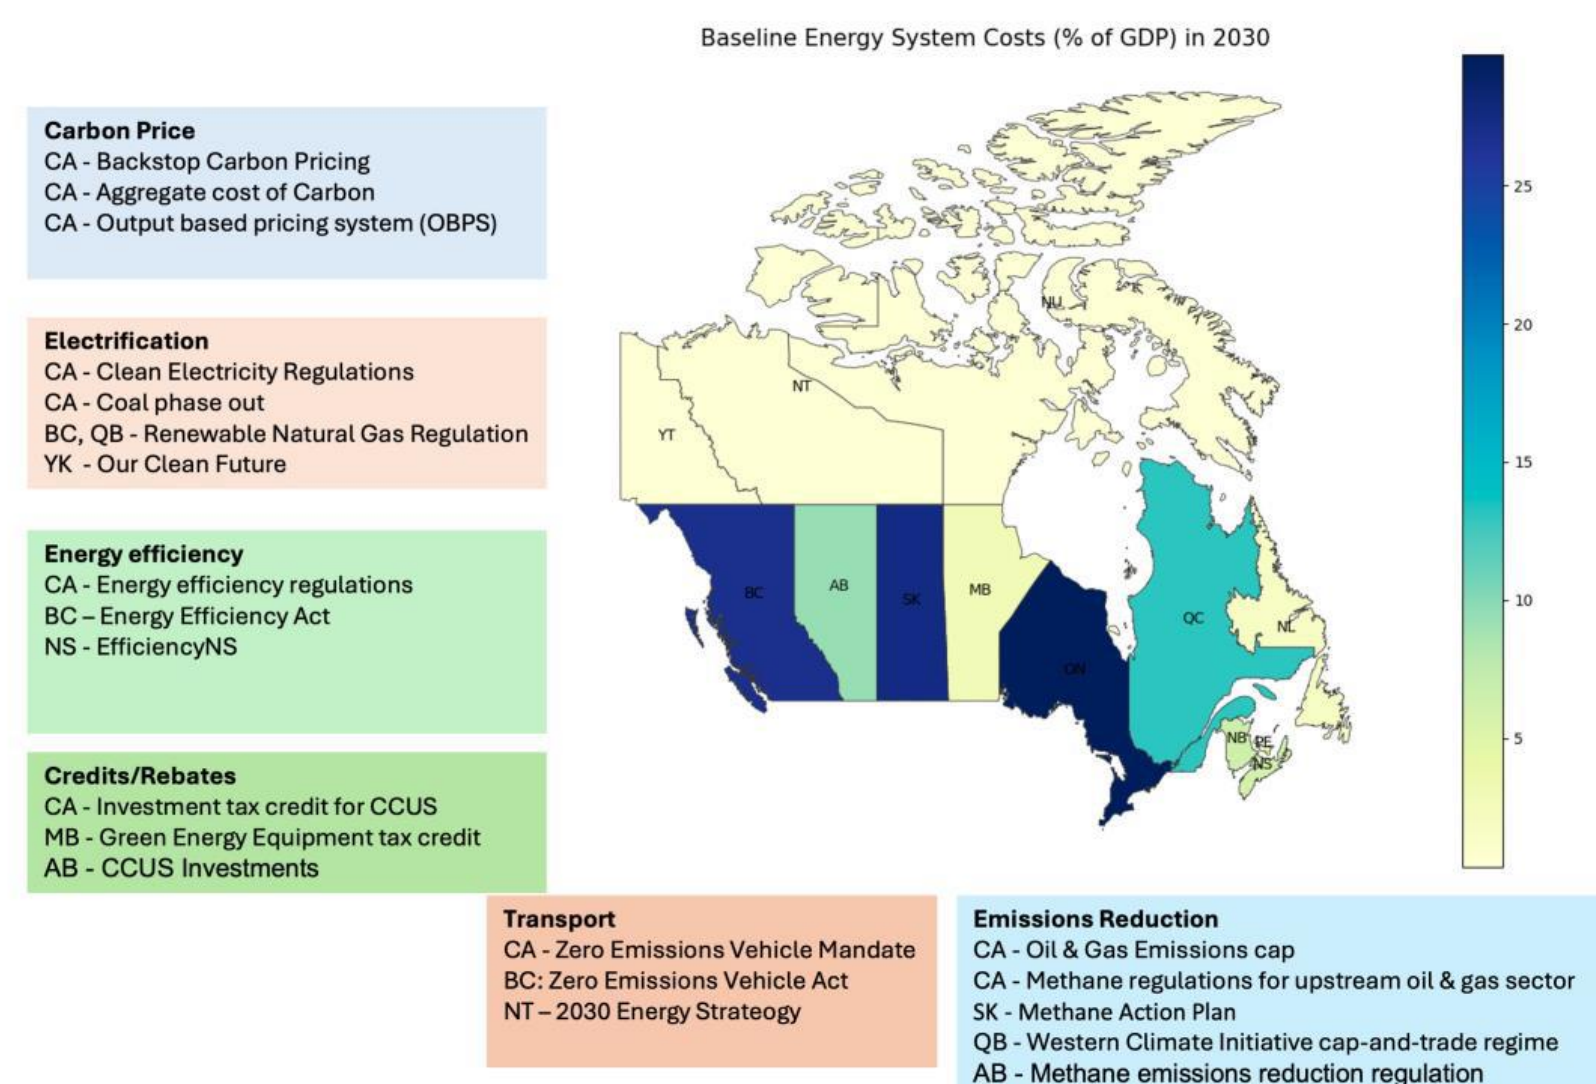 Baseline Energy System Costs (% of GDP) in 2030
Carbon Price
CA - Backstop Carbon Pricing
CA - Aggregate cost of Carbon
CA - Output based pricing system (OBPS)
Electrification
CA - Clean Electricity Regulations
CA - Coal phase out
BC, QB - Renewable Natural Gas Regulation
YK - Our Clean Future
Energy efficiency
CA - Energy efficiency regulations
BC – Energy Efficiency Act
NS - EfficiencyNS
Credits/Rebates
CA - Investment tax credit for CCUS
MB - Green Energy Equipment tax credit
AB - CCUS Investments
NU
NT
YT
BC
AB
SK
MB
ON
QC
NL
NB
PE
NS
25
20
15
10
5
Transport
CA - Zero Emissions Vehicle Mandate
BC: Zero Emissions Vehicle Act
NT – 2030 Energy Strateogy
Emissions Reduction
CA - Oil & Gas Emissions cap
CA - Methane regulations for upstream oil & gas sector
SK - Methane Action Plan
QB - Western Climate Initiative cap-and-trade regime
AB - Methane emissions reduction regulation